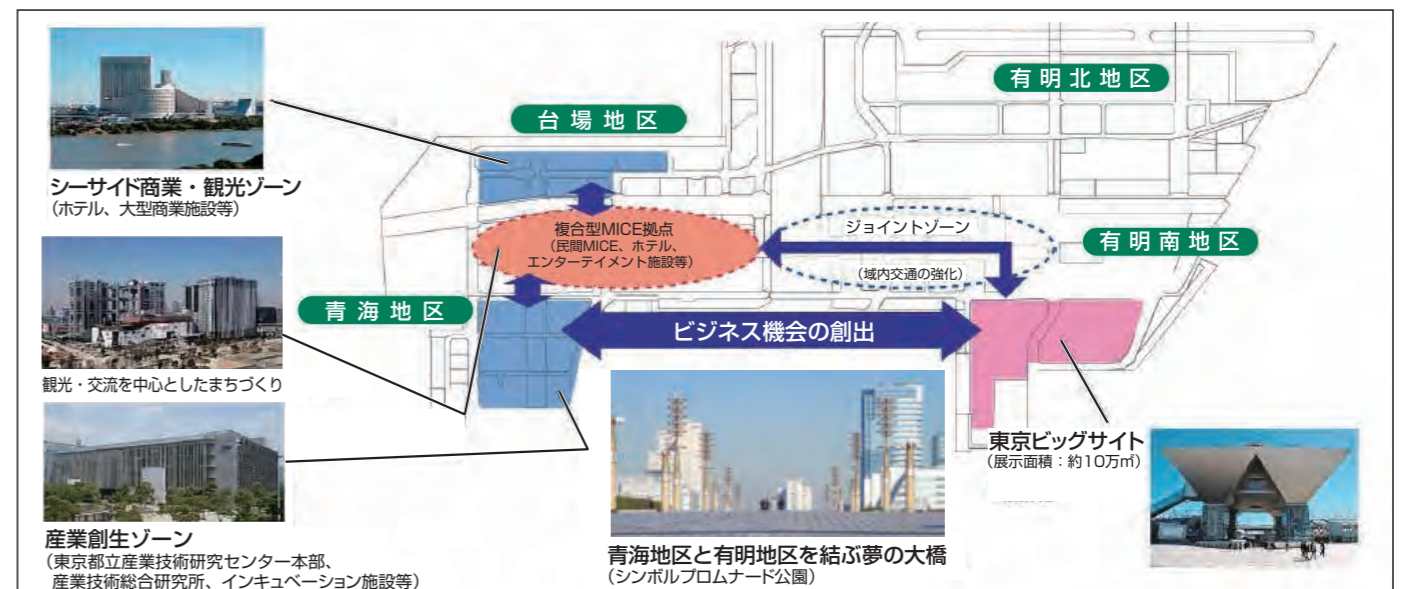 有明北地区
台場地区
シーサイド商業・観光ゾーン
(ホテル、大型商業施設等)
複合型MICE拠点
(民間MICE、ホテル、
エンターテイメント施設等)
ジョイントゾーン
(域内交通の強化)
有明南地区
青海地区
ビジネス機会の創出
観光・交流を中心としたまちづくり
東京ビッグサイト
(展示面積:約10万㎡)
産業創生ゾーン
(東京都立産業技術研究センター本部、
産業技術総合研究所、インキュベーション施設等)
青海地区と有明地区を結ぶ夢の大橋
(シンボルプロムナード公園)